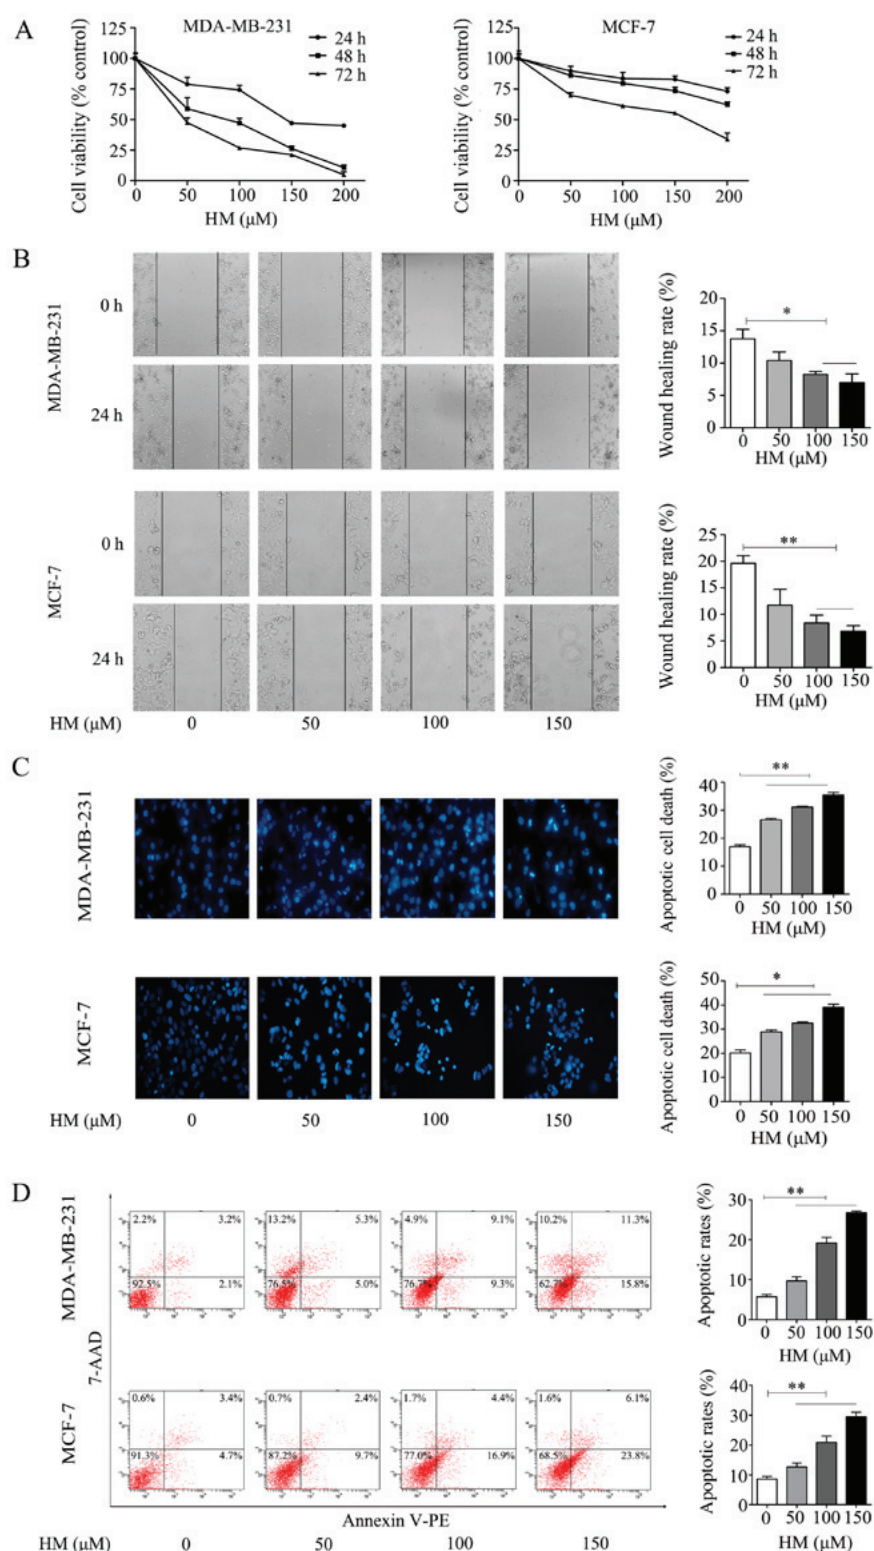 A
MDA-MB-231
MCF-7
Cell viability (% control)
125
100
75
50
25
0
24 h
48 h
72 h
0 50 100 150 200
HM (μM)
Cell viability (% control)
125
100
75
50
25
0
24 h
48 h
72 h
0 50 100 150 200
HM (μM)
B
MDA-MB-231
0 h
24 h
MCF-7
0 h
24 h
HM (μM) 0 50 100 150
Wound healing rate (%)
20
15
10
5
0
*
0 50 100 150
HM (μM)
Wound healing rate (%)
25
20
15
10
5
0
**
0 50 100 150
HM (μM)
C
MDA-MB-231
MCF-7
HM (μM) 0 50 100 150
Apoptotic cell death (%)
40
30
20
10
0
**
0 50 100 150
HM (μM)
Apoptotic cell death (%)
50
40
30
20
10
0
*
0 50 100 150
HM (μM)
D
MDA-MB-231
MCF-7
7-AAD
2.2% 3.2% 13.2% 5.3% 4.9% 9.1% 10.2% 11.3%
92.5% 2.1% 76.5% 5.0% 76.7% 9.3% 62.7% 15.8%
0.6% 3.4% 0.7% 2.4% 1.7% 4.4% 1.6% 6.1%
91.3% 4.7% 87.2% 9.7% 77.0% 16.9% 68.5% 23.8%
Annexin V-PE
HM (μM) 0 50 100 150
Apoptotic rates (%)
30
20
10
0
**
0 50 100 150
HM (μM)
Apoptotic rates (%)
40
30
20
10
0
**
0 50 100 150
HM (μM)